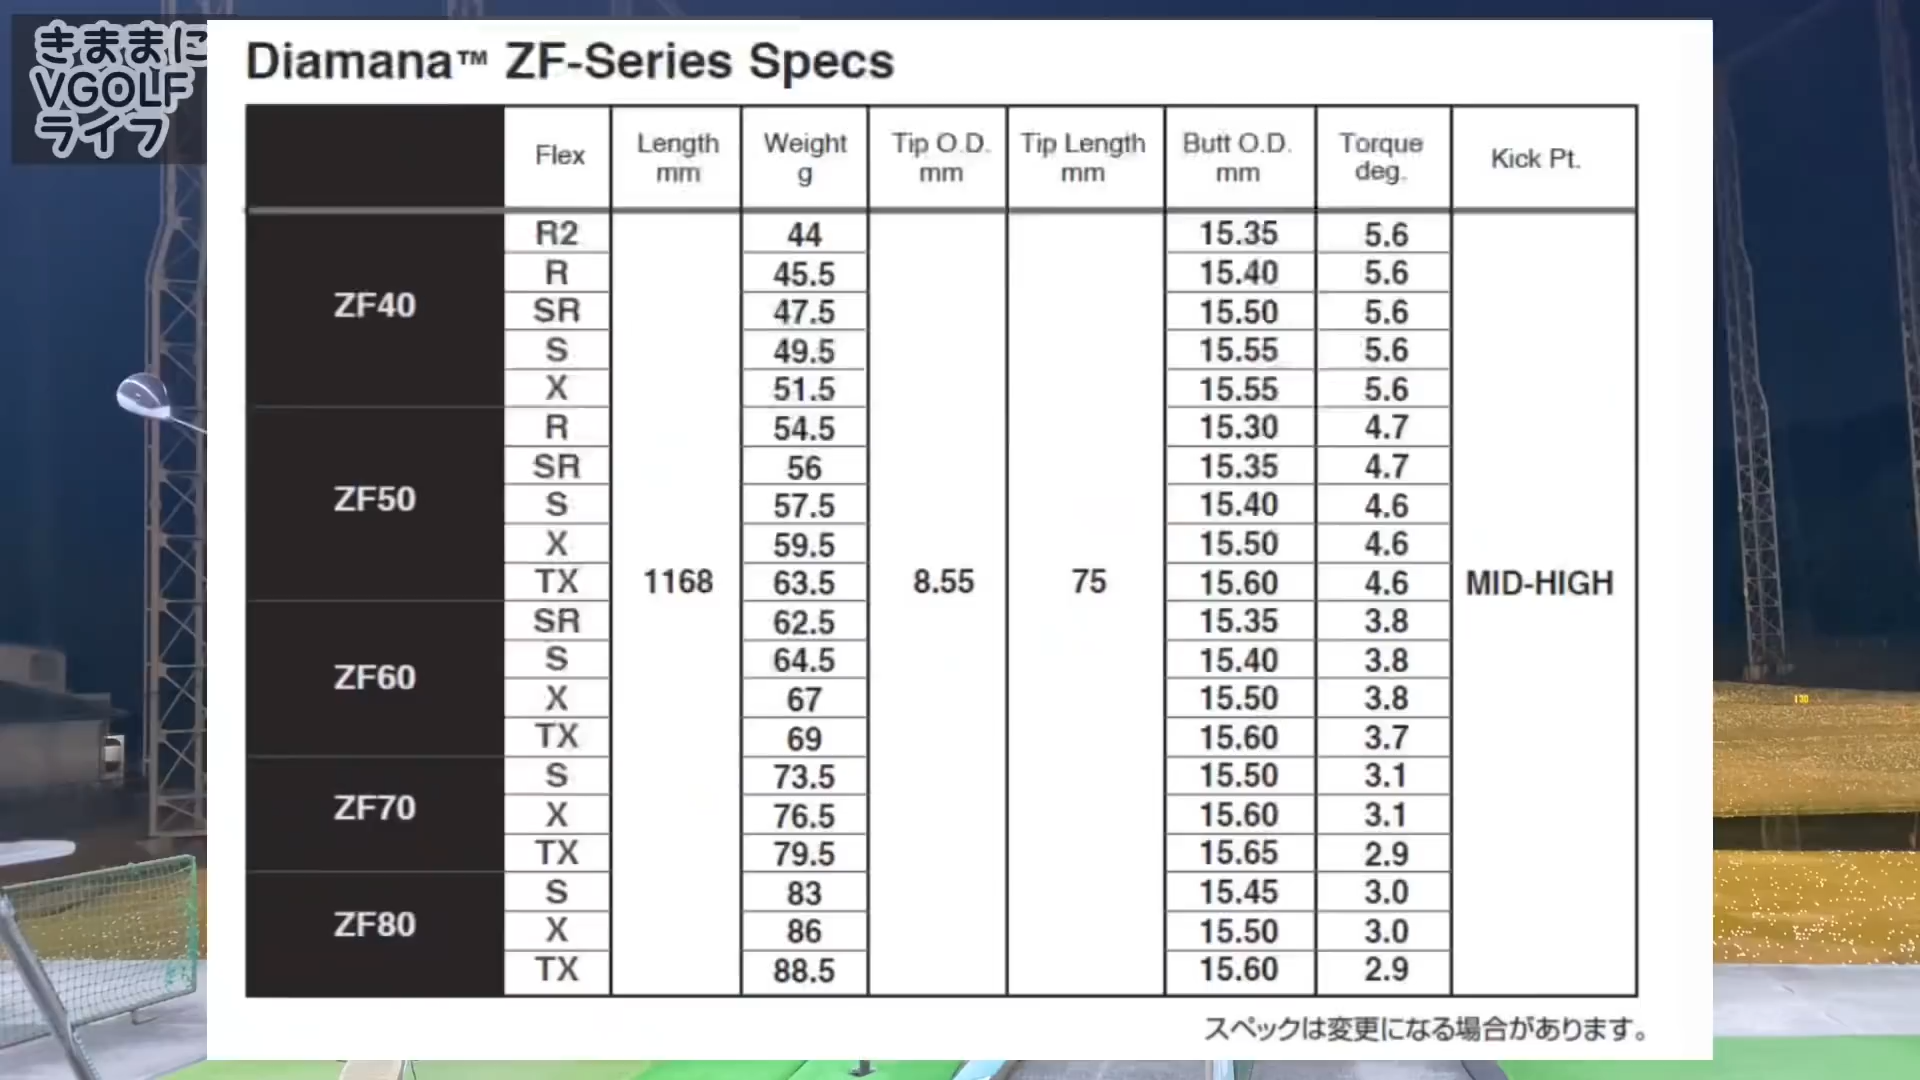 きままに
VGOLF
ライフ
Diamana™ ZF-Series Specs
Flex Length mm Weight g Tip O.D. mm Tip Length mm Butt O.D. mm Torque deg. Kick Pt.
ZF40
R2 44 15.35 5.6
R 45.5 15.40 5.6
SR 47.5 15.50 5.6
S 49.5 15.55 5.6
X 51.5 15.55 5.6
ZF50
R 54.5 15.30 4.7
SR 56 15.35 4.7
S 57.5 15.40 4.6
X 59.5 15.50 4.6
TX 1168 63.5 8.55 75 15.60 4.6 MID-HIGH
ZF60
SR 62.5 15.35 3.8
S 64.5 15.40 3.8
X 67 15.50 3.8
TX 69 15.60 3.7
ZF70
S 73.5 15.50 3.1
X 76.5 15.60 3.1
TX 79.5 15.65 2.9
ZF80
S 83 15.45 3.0
X 86 15.50 3.0
TX 88.5 15.60 2.9
スペックは変更になる場合があります。